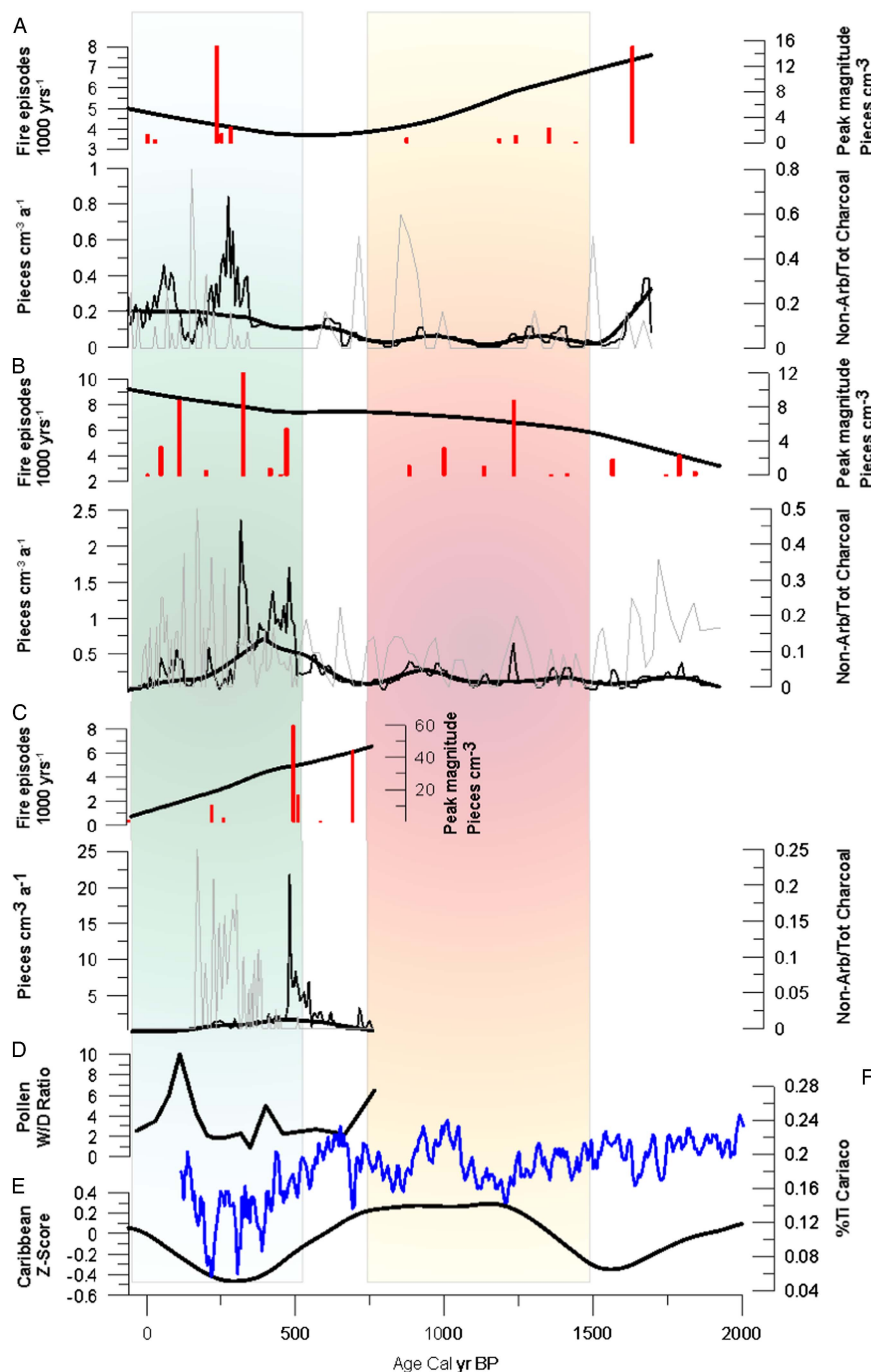 A
Fire episodes
1000 yrs-1
8
7
6
5
4
3
16
12
8
4
0
Peak magnitude
Pieces cm-3
Pieces cm-3 a-1
1
0.8
0.6
0.4
0.2
0
0.8
0.6
0.4
0.2
0
Non-Arb/Tot Charcoal
B
Fire episodes
1000 yrs-1
10
8
6
4
2
12
8
4
0
Peak magnitude
Pieces cm-3
Pieces cm-3 a-1
2.5
2
1.5
1
0.5
0.5
0.4
0.3
0.2
0.1
0
Non-Arb/Tot Charcoal
C
Fire episodes
1000 yrs-1
8
6
4
2
0
60
40
20
Peak magnitude
Pieces cm-3
Pieces cm-3 a-1
25
20
15
10
5
0.25
0.2
0.15
0.1
0.05
0
Non-Arb/Tot Charcoal
D
Pollen
W/D Ratio
10
8
6
4
2
0
F
0.28
0.24
0.2
0.16
0.12
0.08
0.04
%Ti Cariaco
E
Caribbean
Z-Score
0.4
0.2
0
-0.2
-0.4
-0.6
0
500
1000
1500
2000
Age Cal yr BP